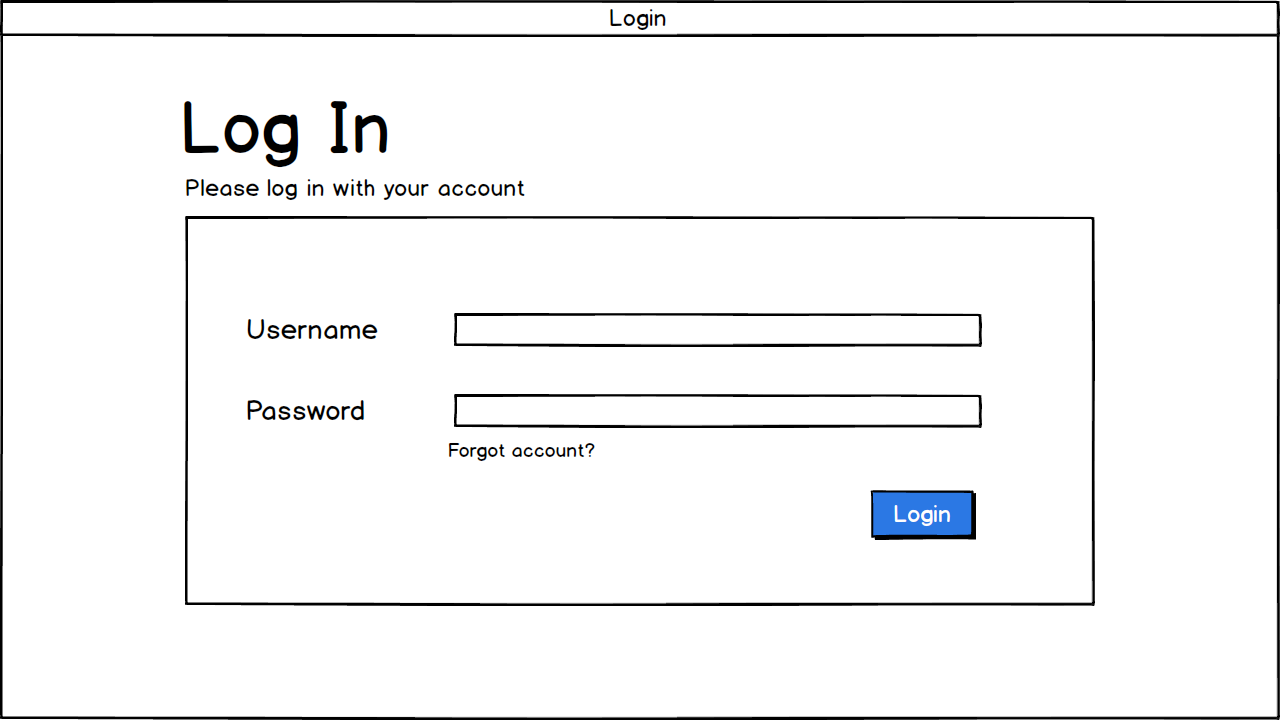 Login
Log In
Please log in with your account
Username
Password
Forgot account?
Login